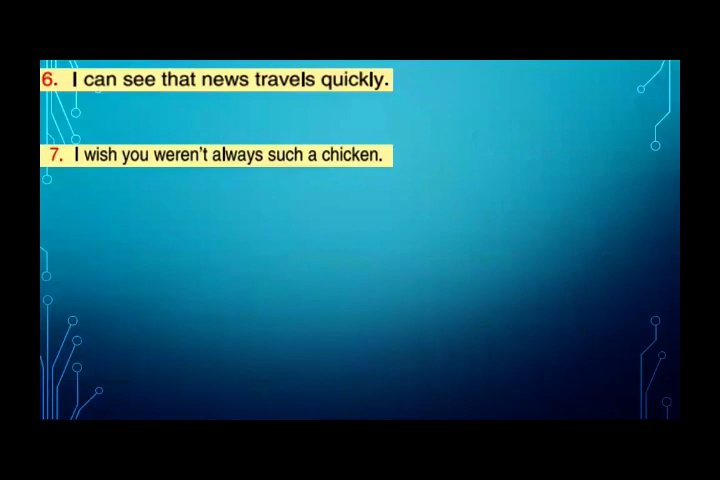 6. I can see that news travels quickly.
7. I wish you weren't always such a chicken.